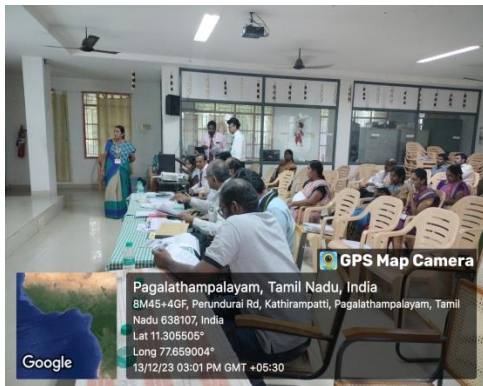 GPS Map Camera
Pagalathampalayam, Tamil Nadu, India
8M45+4GF, Perundurai Rd, Kathirampatti, Pagalathampalayam, Tamil
Nadu 638107, India
Lat 11.305505°
Long 77.659004°
13/12/23 03:01 PM GMT +05:30
Google